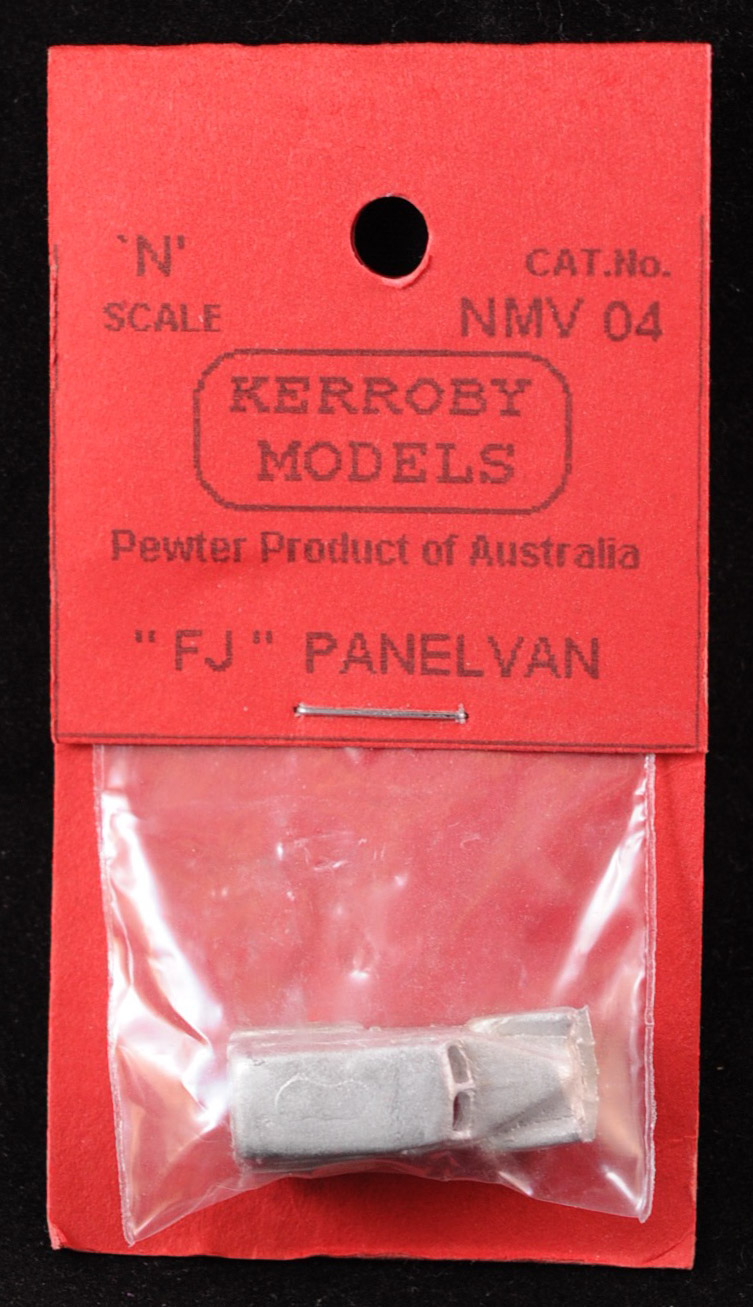 `N'
SCALE
CAT.No.
NMV 04
KERROBY
MODELS
Pewter Product of Australia
"FJ" PANELVAN